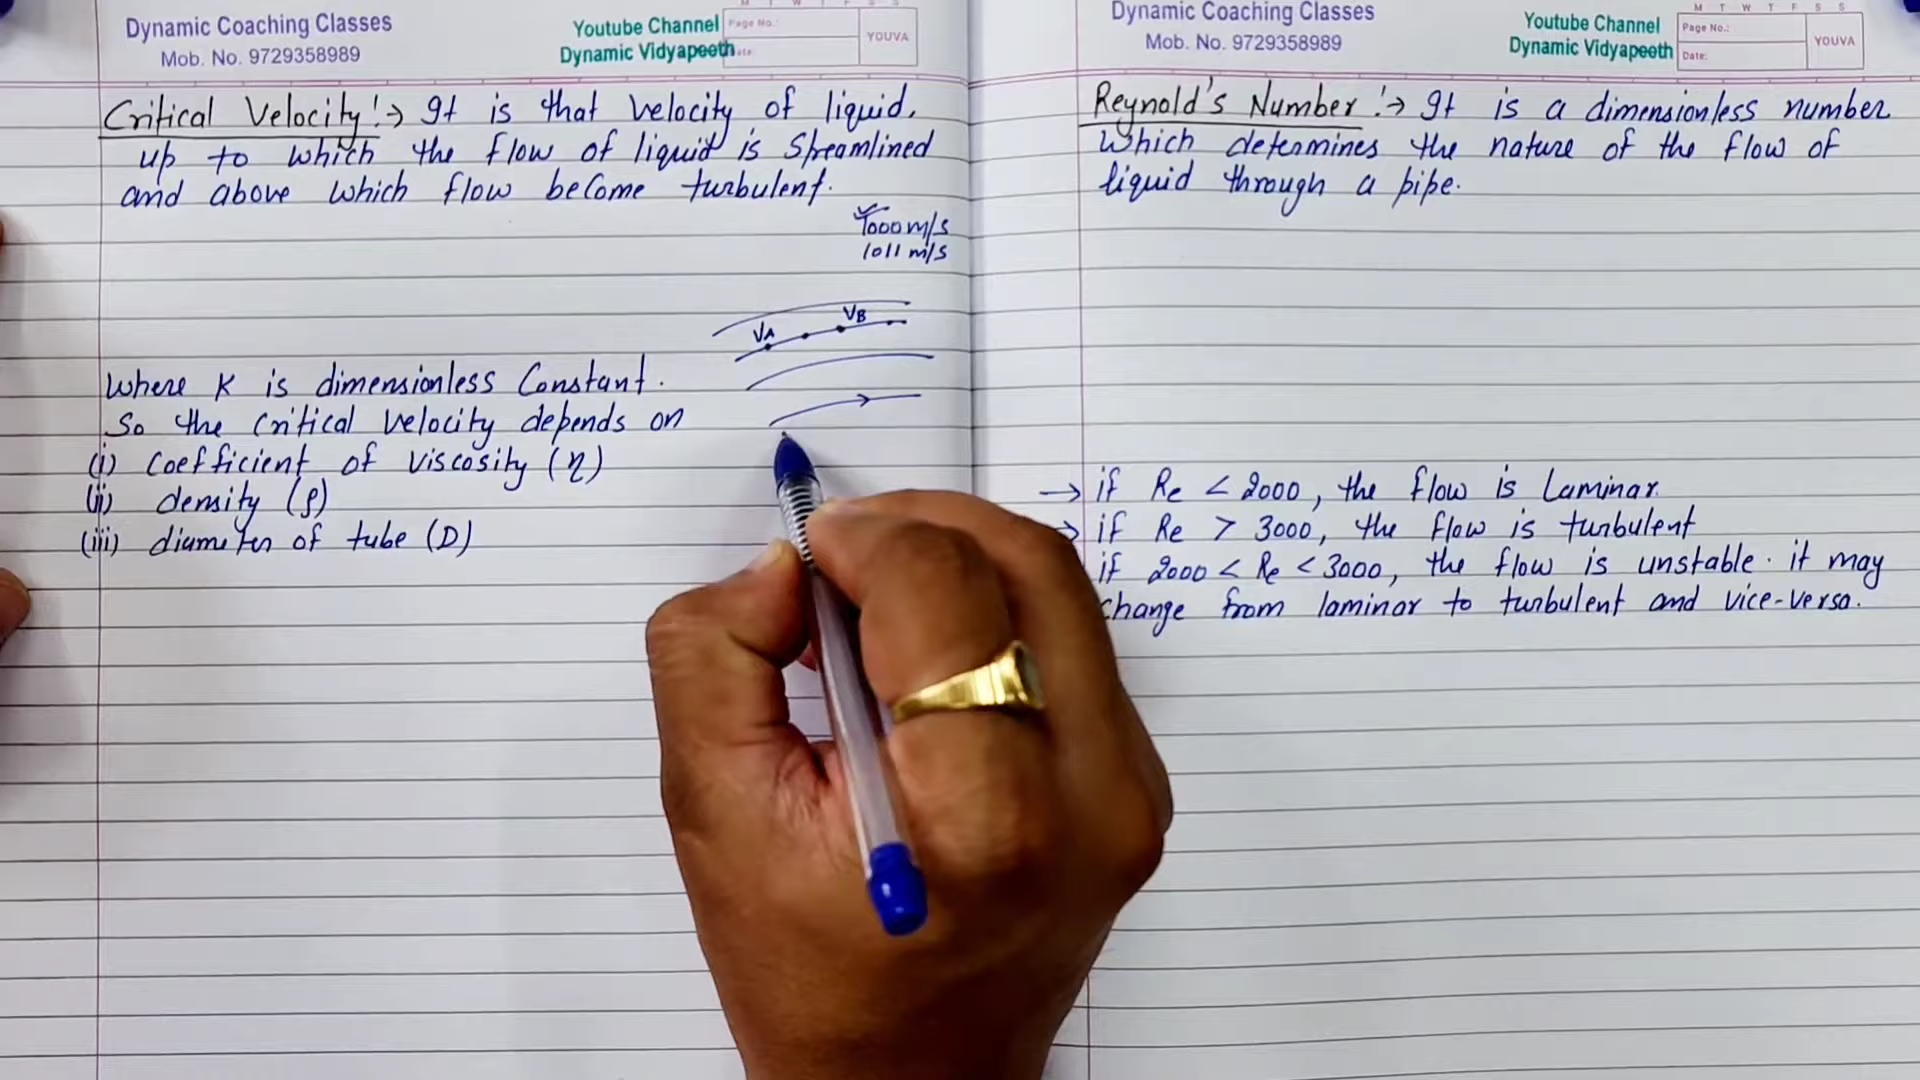 Dynamic Coaching Classes
Mob. No. 9729358989
Youtube Channel
Dynamic Vidyapeeth
Page No.:
YOUVA
Critical Velocity :→ It is that velocity of liquid,
up to which the flow of liquid is Streamlined
and above which flow become turbulent.
1000 m/s
1011 m/s
VA
VB
Where K is dimensionless Constant.
So the Critical velocity depends on
(i) Coefficient of viscosity (η)
(ii) density (ρ)
(iii) diameter of tube (D)
Dynamic Coaching Classes
Mob. No. 9729358989
Youtube Channel
Dynamic Vidyapeeth
M T W T F S S
Page No.:
Date:
YOUVA
Reynold's Number :→ It is a dimensionless number
which determines the nature of the flow of
liquid through a pipe.
→ if Re < 2000, the flow is Laminar.
→ if Re > 3000, the flow is turbulent
if 2000 < Re < 3000, the flow is unstable. it may
change from laminar to turbulent and vice-versa.